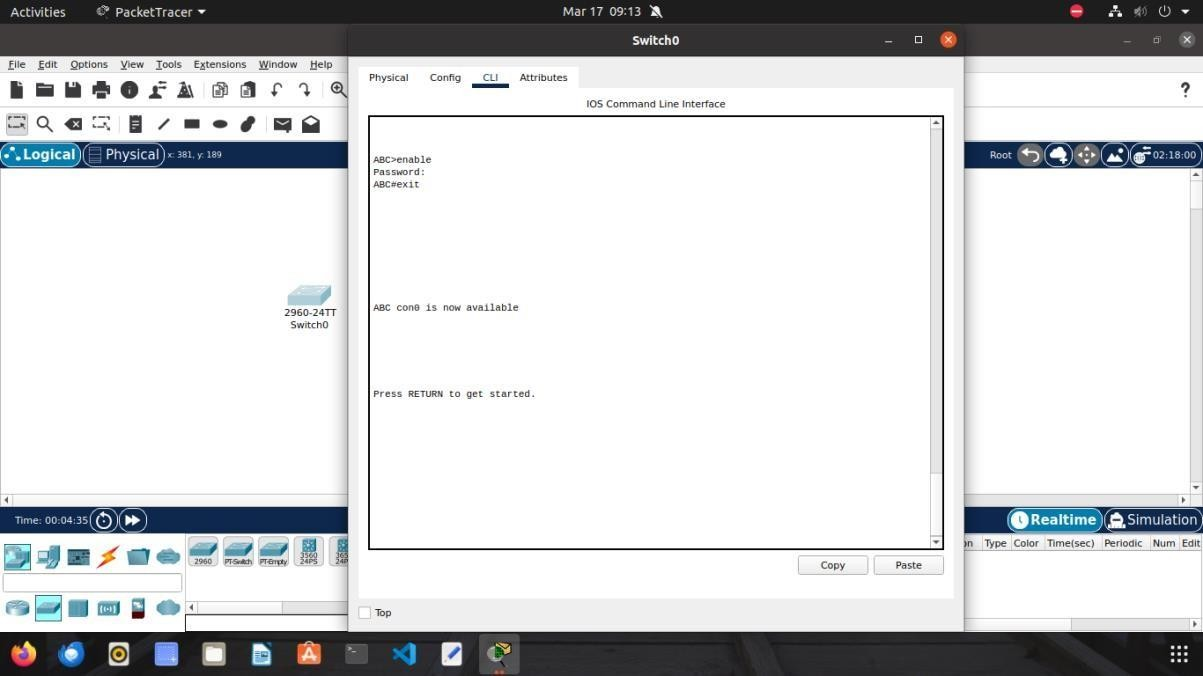 Activities
PacketTracer
Mar 17 09:13
Switch0
File Edit Options View Tools Extensions Window Help
Physical Config CLI Attributes
IOS Command Line Interface
?
Logical
Physical
x: 381, y: 189
Root
02:18:00
ABC>enable
Password:
ABC#exit
ABC con0 is now available
Press RETURN to get started.
2960-24TT
Switch0
Time: 00:04:35
Realtime
Simulation
on Type Color Time(sec) Periodic Num Edit
2960
PT-Switch
PT-Empty
3560
24PS
Copy
Paste
Top